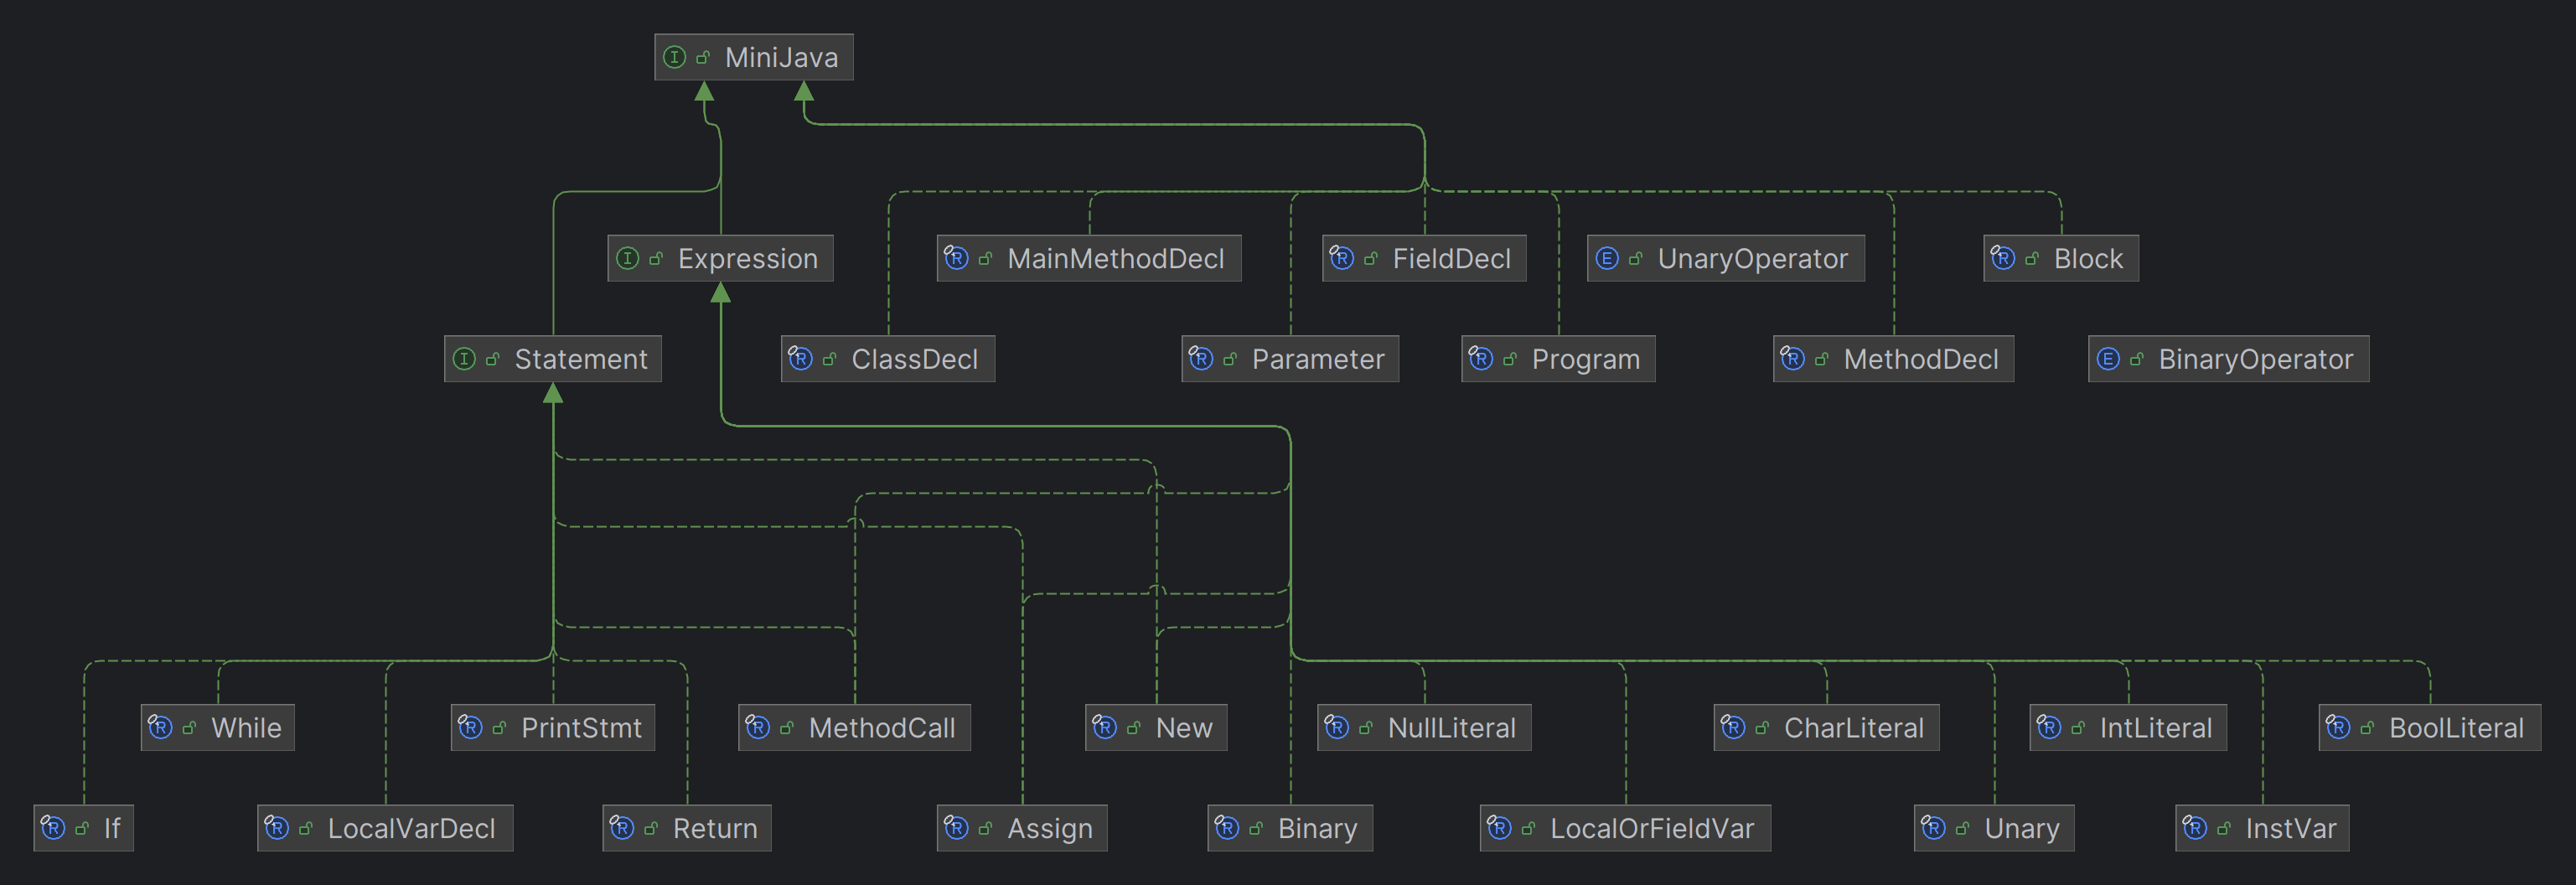 MiniJava
Expression
MainMethodDecl
FieldDecl
UnaryOperator
Block
Statement
ClassDecl
Parameter
Program
MethodDecl
BinaryOperator
While
PrintStmt
MethodCall
New
NullLiteral
CharLiteral
IntLiteral
BoolLiteral
If
LocalVarDecl
Return
Assign
Binary
LocalOrFieldVar
Unary
InstVar